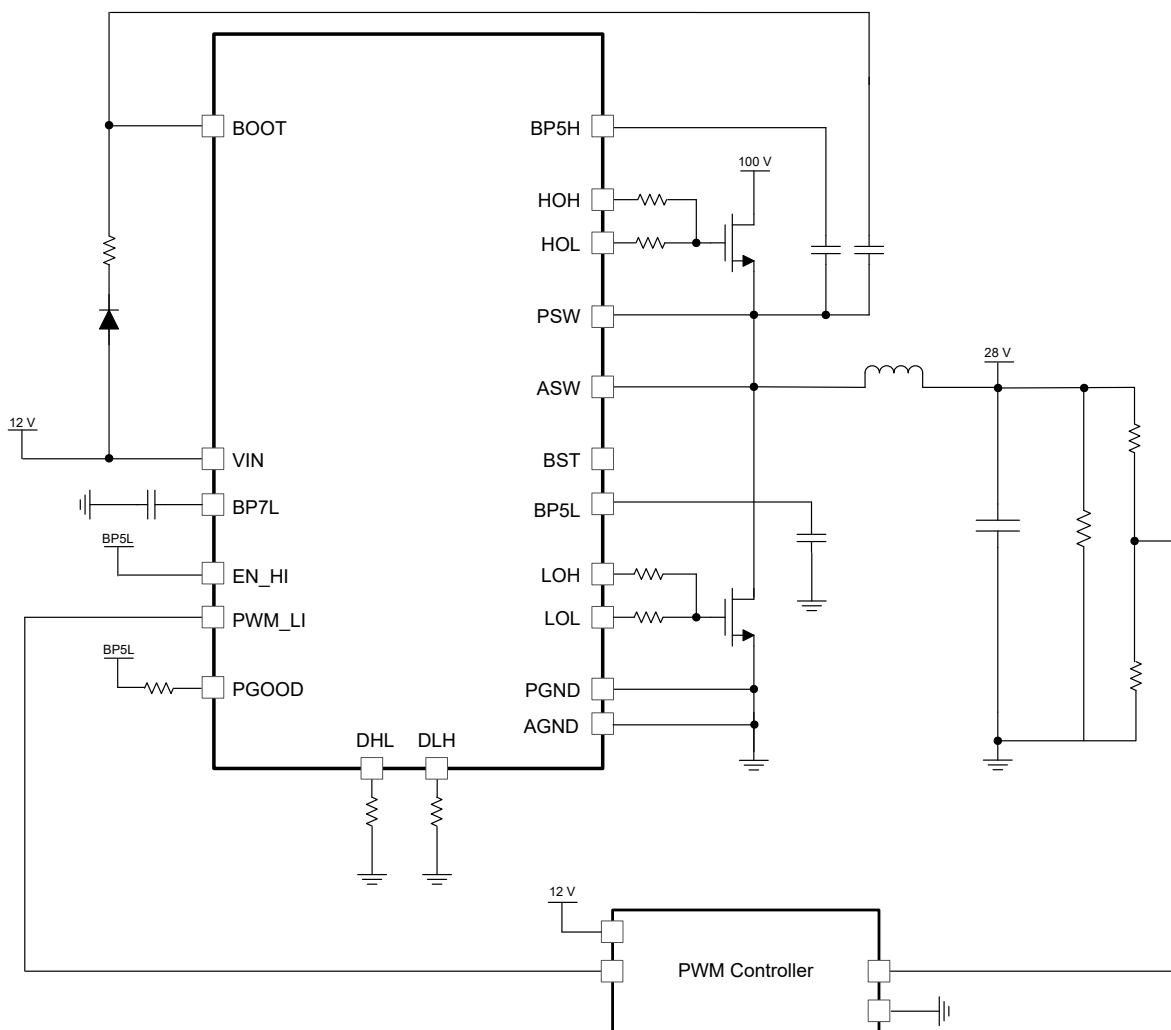 BOOT
BP5H
100 V
HOH
HOL
PSW
28 V
ASW
12 V
VIN
BST
BP7L
BP5L
BP5L
EN_HI
LOH
PWM_LI
LOL
BP5L
PGOOD
PGND
AGND
DHL
DLH
12 V
PWM Controller